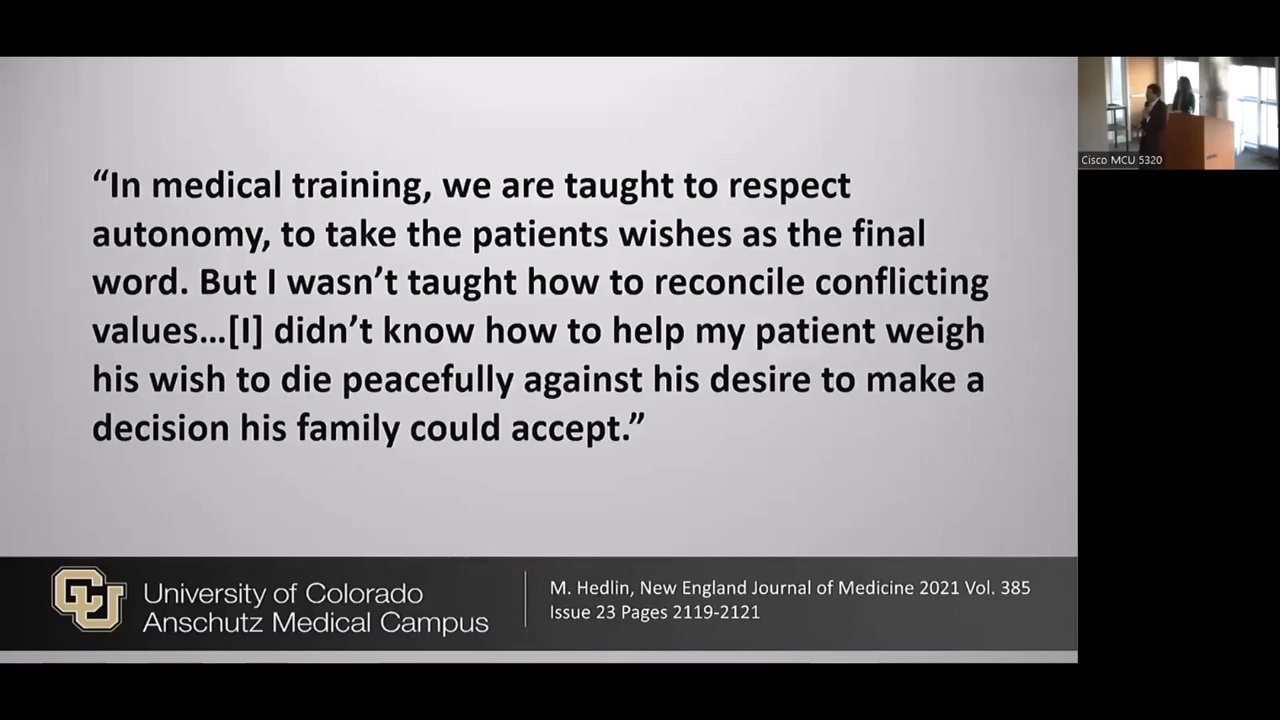 “In medical training, we are taught to respect
autonomy, to take the patients wishes as the final
word. But I wasn’t taught how to reconcile conflicting
values...[I] didn’t know how to help my patient weigh
his wish to die peacefully against his desire to make a
decision his family could accept.”
Cisco MCU 5320
CU
University of Colorado
Anschutz Medical Campus
M. Hedlin, New England Journal of Medicine 2021 Vol. 385
Issue 23 Pages 2119-2121